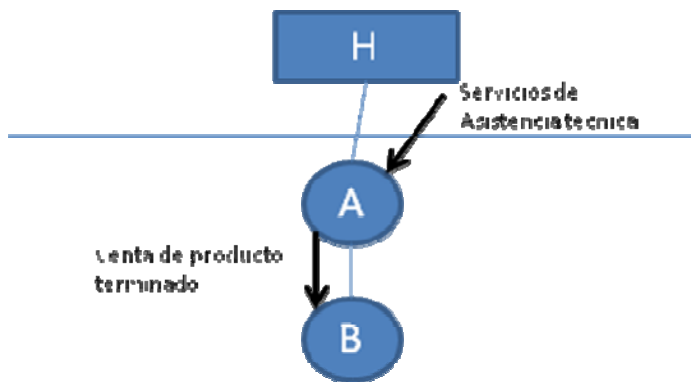 H
Servicios de
Asistencia tecnica
A
Venta de producto
terminado
B